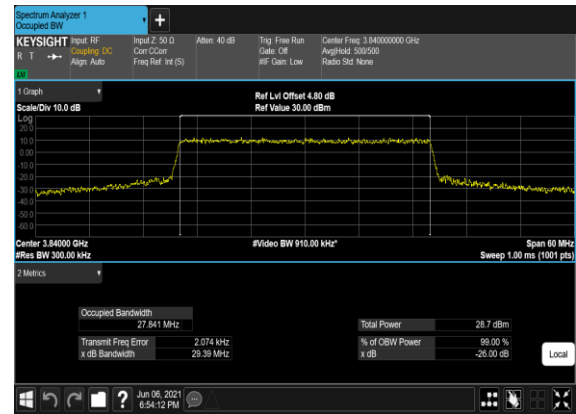 Spectrum Analyzer 1
Occupied BW
+
KEYSIGHT Input: RF Input Z: 50 Ω Atten: 40 dB Trig: Free Run Center Freq: 3.840000000 GHz
R T Coupling: DC Corr CCorr Gate: Off Avg|Hold: 500/500
Align: Auto Freq Ref: Int (S) #IF Gain: Low Radio Std: None
1 Graph
Scale/Div 10.0 dB
Ref Lvl Offset 4.80 dB
Ref Value 30.00 dBm
Log
20.0
10.0
0.00
-10.0
-20.0
-30.0
-40.0
-50.0
-60.0
Center 3.84000 GHz #Video BW 910.00 kHz* Span 60 MHz
#Res BW 300.00 kHz Sweep 1.00 ms (1001 pts)
2 Metrics
Occupied Bandwidth
27.841 MHz Total Power 28.7 dBm
Transmit Freq Error 2.074 kHz % of OBW Power 99.00 %
x dB Bandwidth 29.39 MHz x dB -26.00 dB
Local
?
Jun 06, 2021
6:54:12 PM